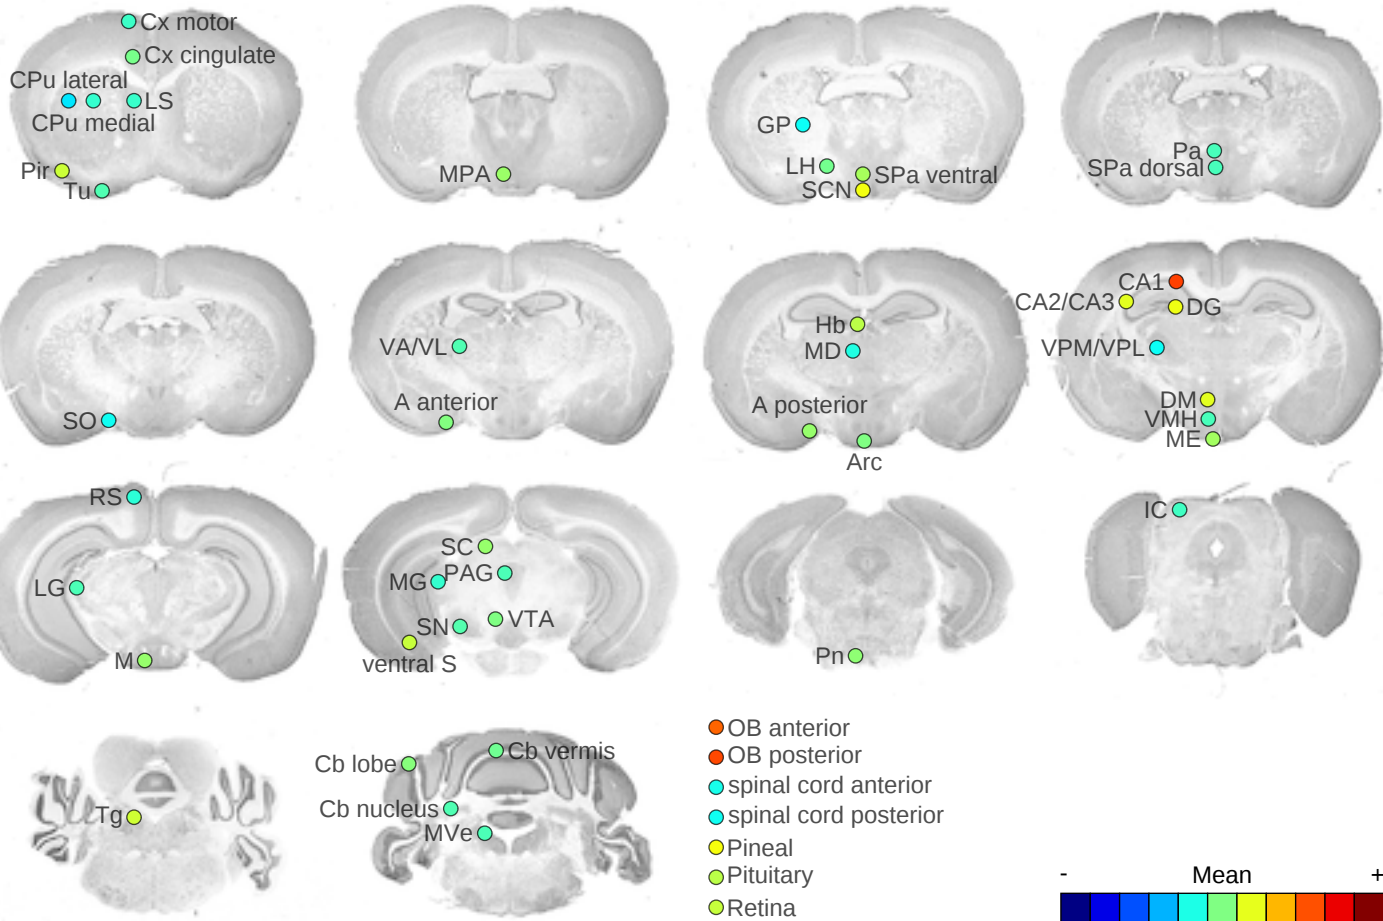 Cx motor
Cx cingulate
CPu lateral
LS
CPu medial
Pir
Tu
MPA
GP
LH
SPa ventral
SCN
Pa
SPa dorsal
SO
VA/VL
A anterior
Hb
MD
A posterior
Arc
CA1
CA2/CA3
DG
VPM/VPL
DM
VMH
ME
RS
LG
M
SC
PAG
MG
VTA
SN
ventral S
Pn
IC
Tg
Cb vermis
Cb lobe
Cb nucleus
MVe
OB anterior
OB posterior
spinal cord anterior
spinal cord posterior
Pineal
Pituitary
Retina
- Mean +